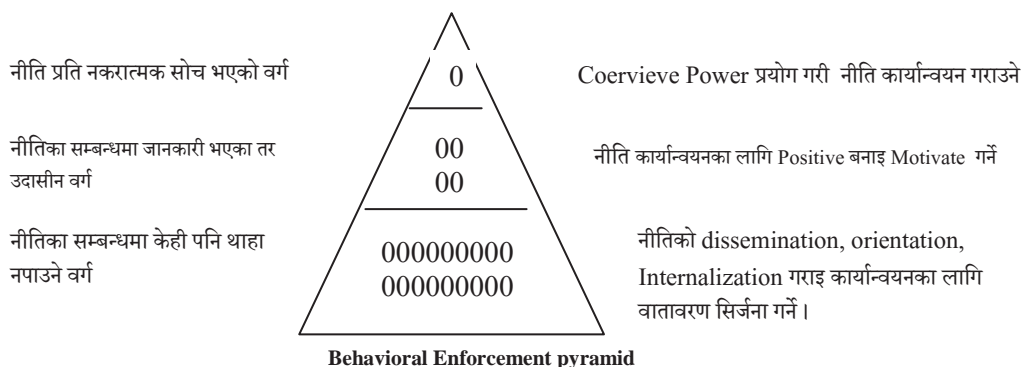 नीति प्रति नकरात्मक सोच भएको वर्ग
0
Coervieve Power प्रयोग गरी नीति कार्यान्वयन गराउने
नीतिका सम्बन्धमा जानकारी भएका तर
उदासीन वर्ग
00
00
नीति कार्यान्वयनका लागि Positive बनाइ Motivate गर्ने
नीतिका सम्बन्धमा केही पनि थाहा
नपाउने वर्ग
000000000
000000000
नीतिको dissemination, orientation,
Internalization गराइ कार्यान्वयनका लागि
वातावरण सिर्जना गर्ने ।
Behavioral Enforcement pyramid